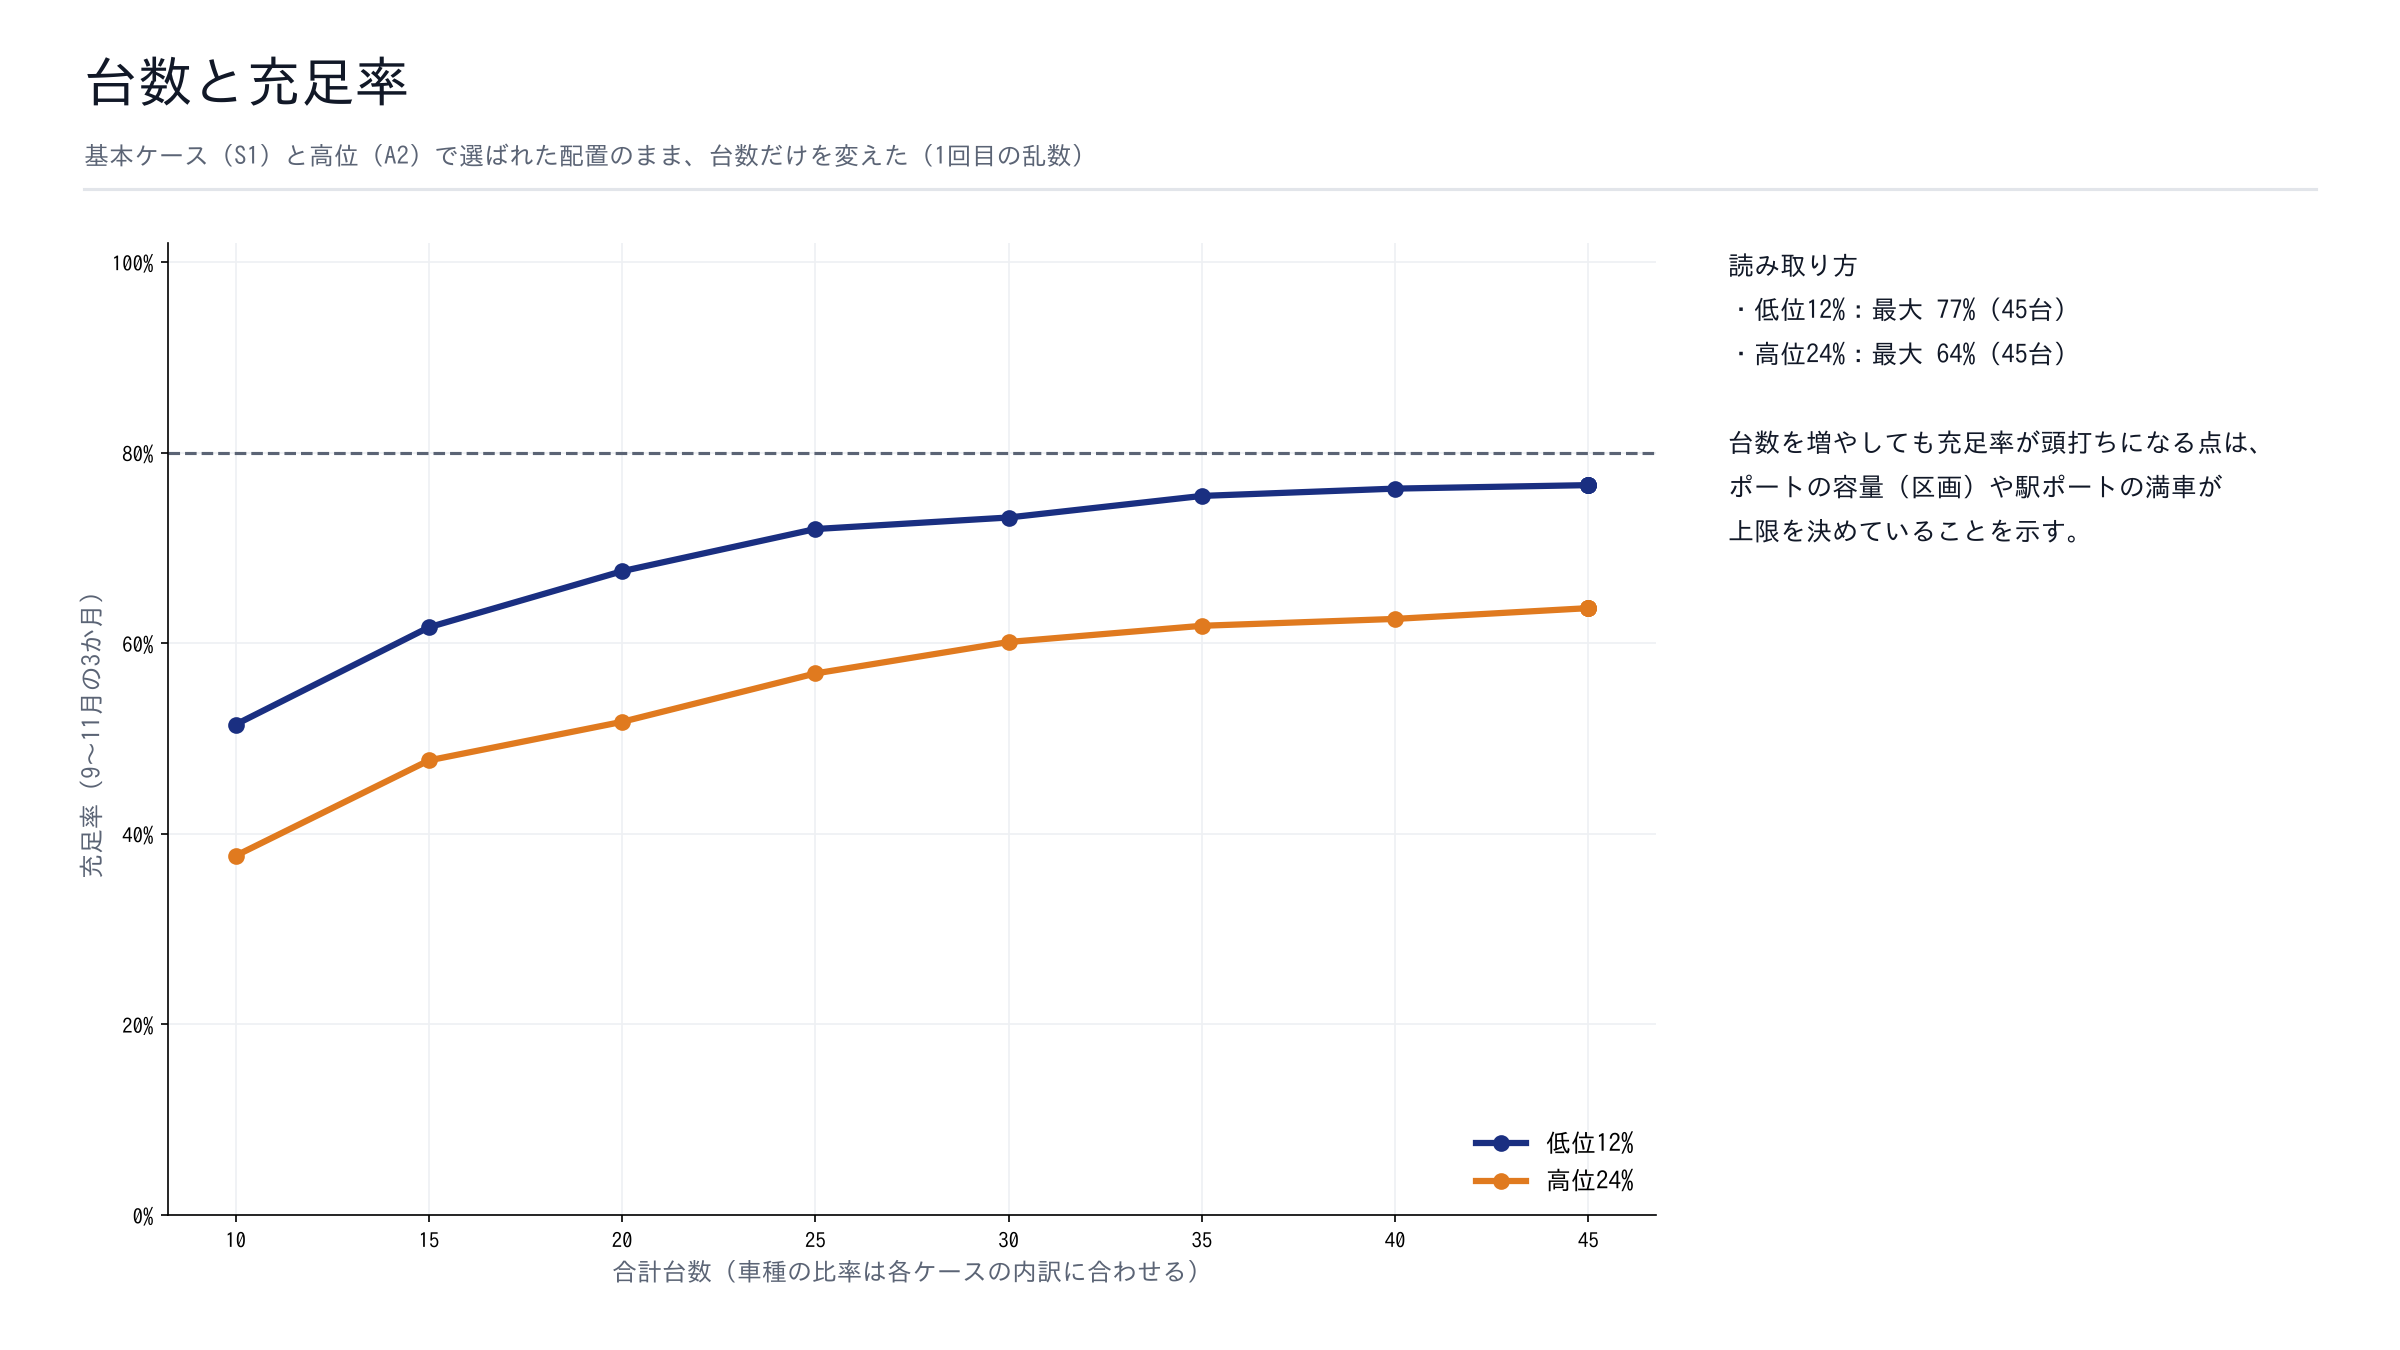 台数と充足率
基本ケース（S1）と高位（A2）で選ばれた配置のまま、台数だけを変えた（1回目の乱数）
読み取り方
・低位12%：最大 77%（45台）
・高位24%：最大 64%（45台）
台数を増やしても充足率が頭打ちになる点は、
ポートの容量（区画）や駅ポートの満車が
上限を決めていることを示す。
充足率（9〜11月の3か月）
100%
80%
60%
40%
20%
0%
低位12%
高位24%
10 15 20 25 30 35 40 45
合計台数（車種の比率は各ケースの内訳に合わせる）